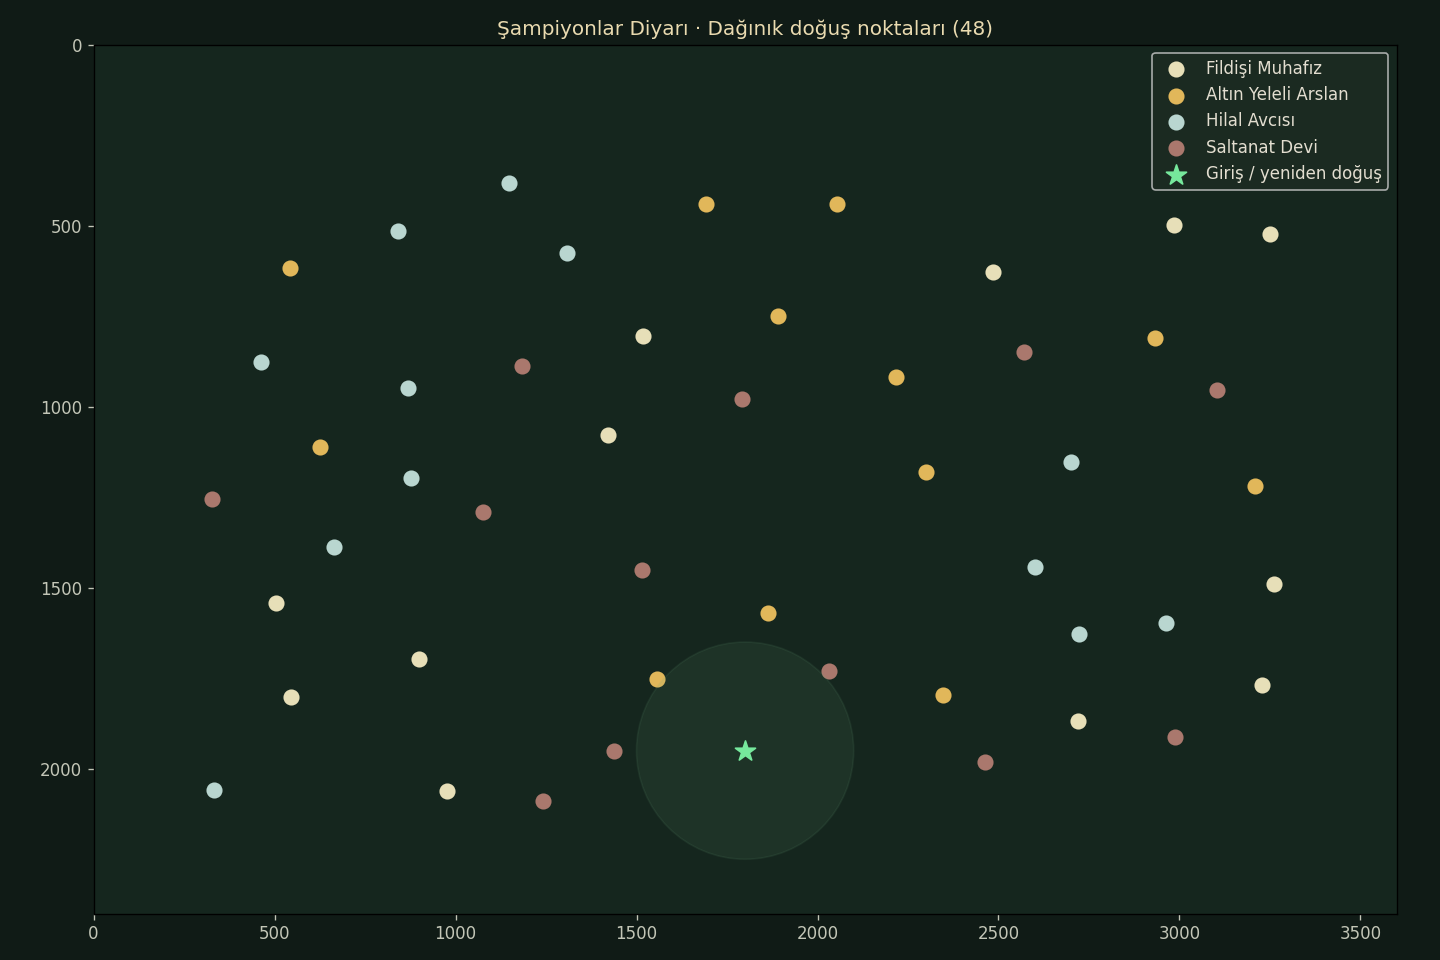 Şampiyonlar Diyarı · Dağınık doğuş noktaları (48)
Fildişi Muhafız
Altın Yeleli Arslan
Hilal Avcısı
Saltanat Devi
Giriş / yeniden doğuş
0
500
1000
1500
2000
0
500
1000
1500
2000
2500
3000
3500